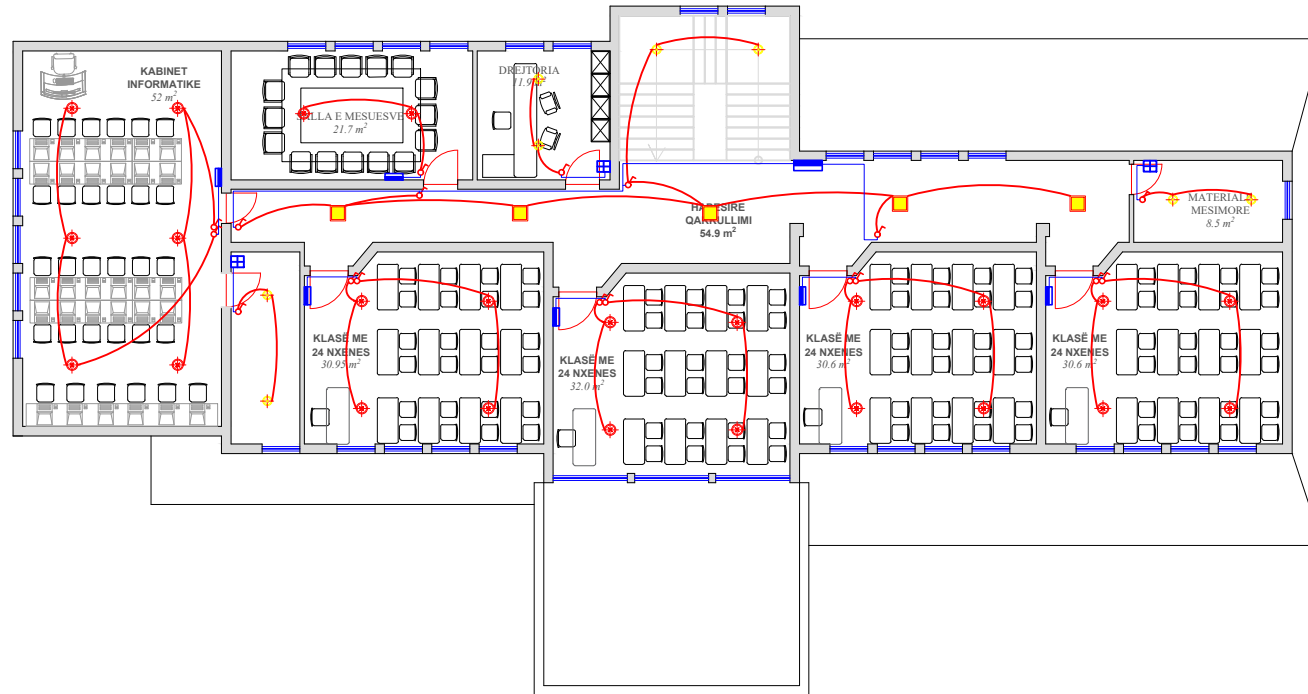 KABINET
INFORMATIKE
52 m²
SALLA E MESUESVE
21.7 m²
DREJTORIA
11.9 m²
HAPESIRE
QARKULLIMI
54.9 m²
MATERIALE
MESIMORE
8.5 m²
KLASË ME
24 NXENES
30.95 m²
KLASË ME
24 NXENES
32.0 m²
KLASË ME
24 NXENES
30.6 m²
KLASË ME
24 NXENES
30.6 m²